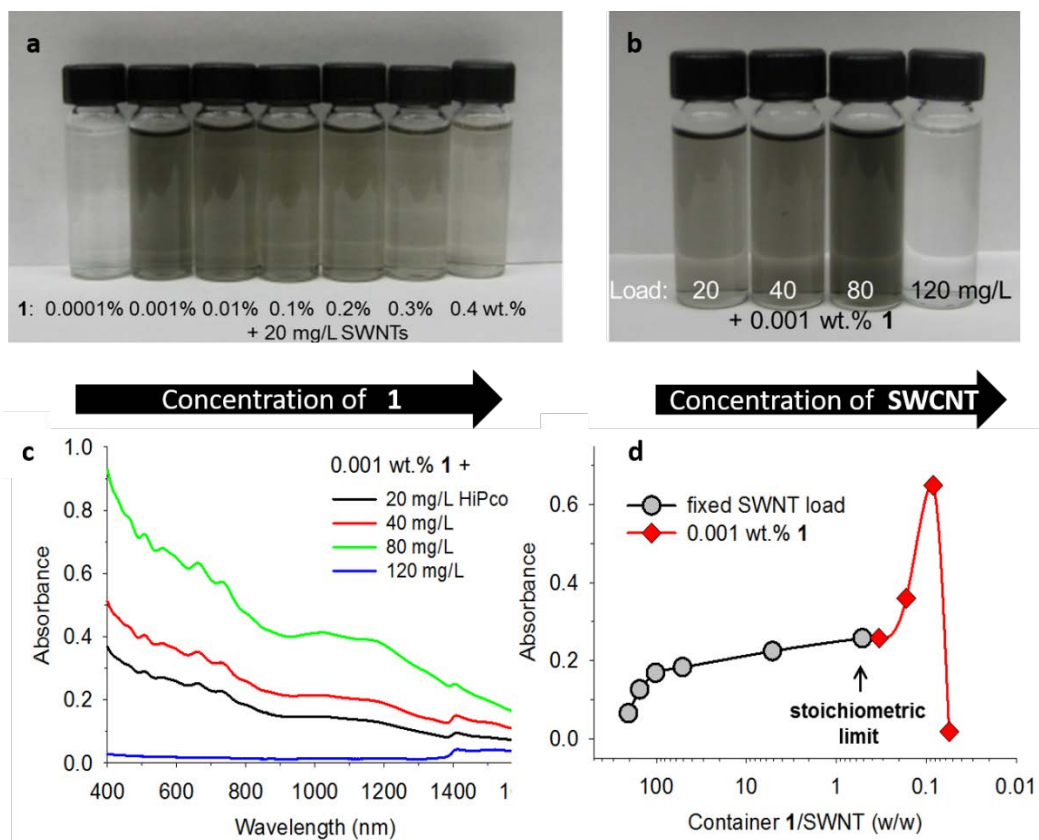 a
1: 0.0001% 0.001% 0.01% 0.1% 0.2% 0.3% 0.4 wt.%
+ 20 mg/L SWNTs
b
Load: 20 40 80 120 mg/L
+ 0.001 wt.% 1
Concentration of 1
Concentration of SWCNT
c
1.0
0.8
0.6
0.4
0.2
0.0
Absorbance
0.001 wt.% 1 +
20 mg/L HiPco
40 mg/L
80 mg/L
120 mg/L
400 600 800 1000 1200 1400 1
Wavelength (nm)
d
0.6
0.4
0.2
0.0
Absorbance
fixed SWNT load
0.001 wt.% 1
stoichiometric
limit
100 10 1 0.1 0.01
Container 1/SWNT (w/w)